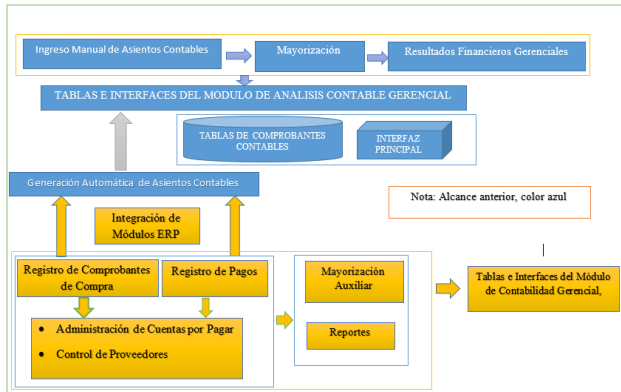 Ingreso Manual de Asientos Contables
Mayorización
Resultados Financieros Gerenciales
TABLAS E INTERFACES DEL MODULO DE ANALISIS CONTABLE GERENCIAL
TABLAS DE COMPROBANTES
CONTABLES
INTERFAZ
PRINCIPAL
Generación Automática de Asientos Contables
Nota: Alcance anterior, color azul
Integración de
Módulos ERP
Registro de Comprobantes
de Compra
Registro de Pagos
Mayorización
Auxiliar
Tablas e Interfaces del Módulo
de Contabilidad Gerencial,
• Administración de Cuentas por Pagar
Reportes
• Control de Proveedores